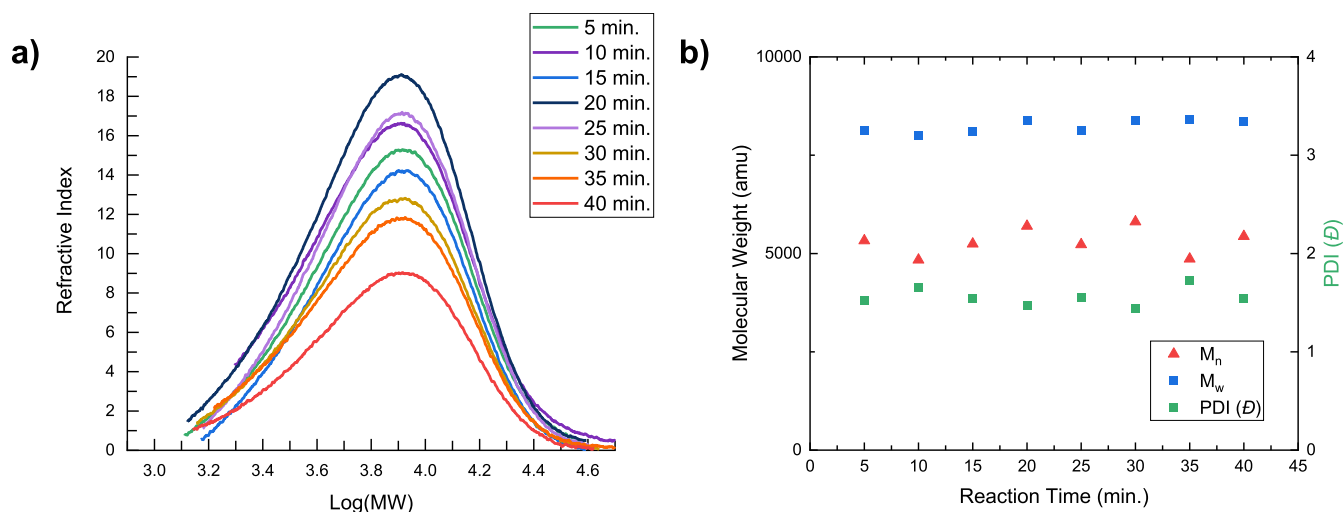 a)
5 min.
10 min.
15 min.
20 min.
25 min.
30 min.
35 min.
40 min.
Refractive Index
20
18
16
14
12
10
8
6
4
2
0
3.0 3.2 3.4 3.6 3.8 4.0 4.2 4.4 4.6
Log(MW)
b)
Molecular Weight (amu)
10000
5000
0
4
3
2
1
0
PDI (Đ)
Mn
Mw
PDI (Đ)
0 5 10 15 20 25 30 35 40 45
Reaction Time (min.)